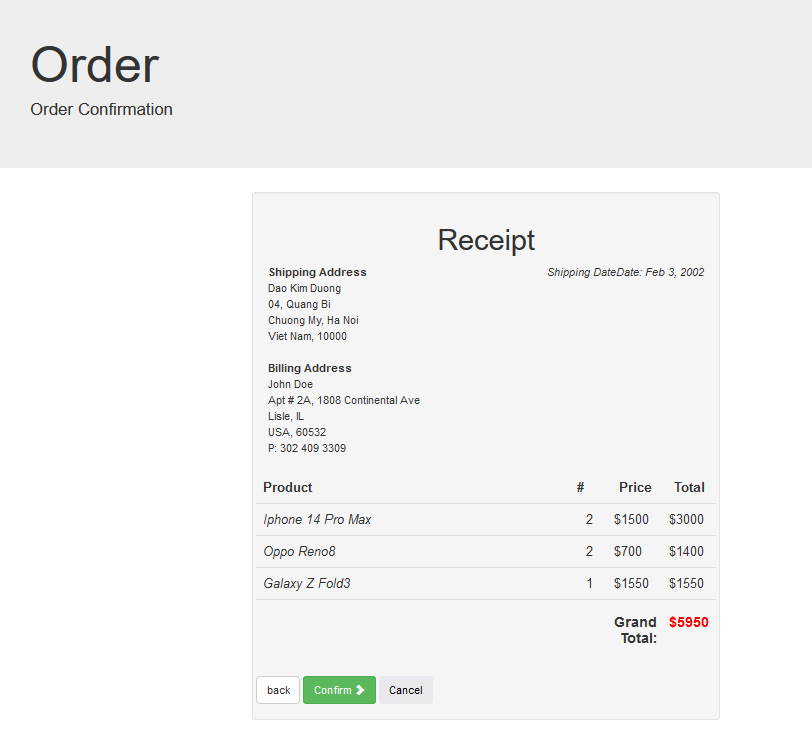 Order
Order Confirmation
Receipt
Shipping Address
Shipping DateDate: Feb 3, 2002
Dao Kim Duong
04, Quang Bi
Chuong My, Ha Noi
Viet Nam, 10000
Billing Address
John Doe
Apt # 2A, 1808 Continental Ave
Lisle, IL
USA, 60532
P: 302 409 3309
Product # Price Total
Iphone 14 Pro Max 2 $1500 $3000
Oppo Reno8 2 $700 $1400
Galaxy Z Fold3 1 $1550 $1550
Grand $5950
Total:
back Confirm Cancel